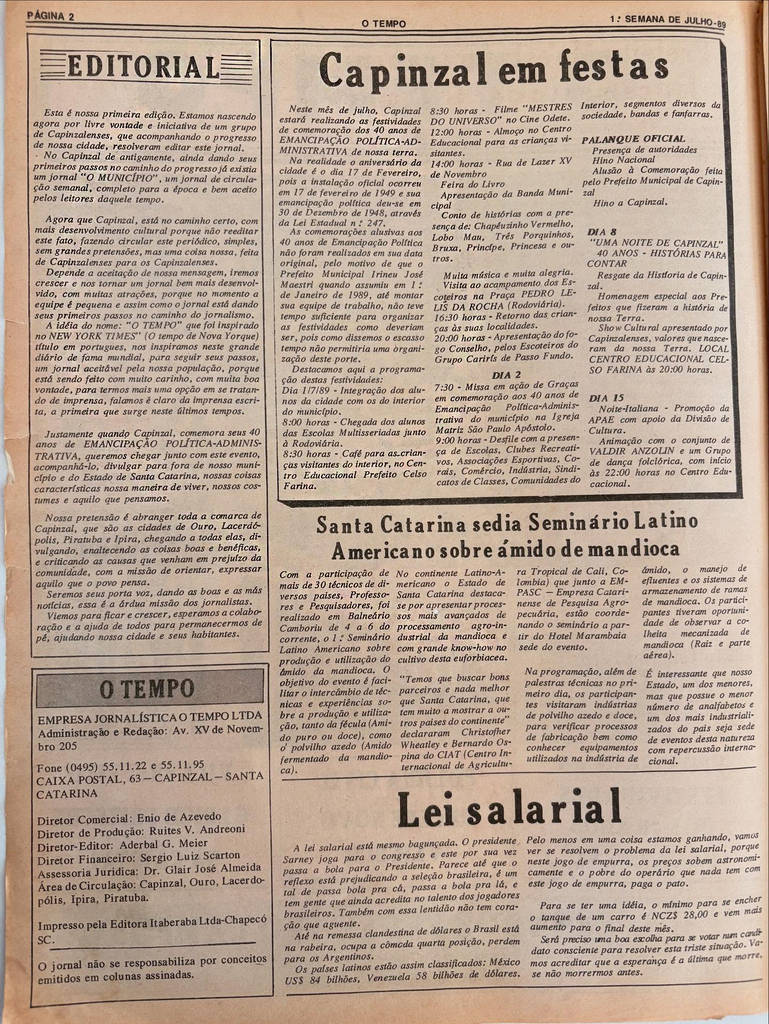 PÁGINA 2
O TEMPO
1.ª SEMANA DE JULHO-89
EDITORIAL
Esta é nossa primeira edição. Estamos nascendo
agora por livre vontade e iniciativa de um grupo
de Capinzalenses, que acompanhando o progresso
de nossa cidade, resolveram editar este jornal.
- No Capinzal de antigamente, ainda dando seus
primeiros passos no caminho do progresso já existia
um jornal "O MUNICÍPIO", um jornal de circula-
ção semanal, completo para a época e bem aceito
pelos leitores daquele tempo.
Agora que Capinzal, está no caminho certo, com
mais desenvolvimento cultural porque não reeditar
este fato, fazendo circular este periódico, simples,
sem grandes pretensões, mas uma coisa nossa, feita
de Capinzalenses para os Capinzalenses.
Depende a aceitação de nossa mensagem, iremos
crescer e nos tornar um jornal bem mais desenvol-
vido, com muitas atrações, porque no momento a
equipe é pequena e assim como o jornal está dando
seus primeiros passos no caminho do jornalismo.
A idéia do nome: "O TEMPO" que foi inspirado
no NEW YORK TIMES" (O tempo de Nova Yorque)
título em portugues, nos inspiramos neste grande
diário de fama mundial, para seguir seus passos,
um jornal aceitável pela nossa população, porque
está sendo feito com muito carinho, com muita boa
vontade, para termos mais uma opção em se tratan-
do de imprensa, falamos é claro da imprensa escri-
ta, a primeira que surge neste últimos tempos.
Justamente quando Capinzal, comemora seus 40
anos de EMANCIPAÇÃO POLÍTICA-ADMINIS-
TRATIVA, queremos chegar junto com este evento,
acompanhá-lo, divulgar para fora de nosso muni-
cípio e do Estado de Santa Catarina, nossas coisas
características nossa maneira de viver, nossos cos-
tumes e aquilo que pensamos.
Nossa pretensão é abranger toda a comarca de
Capinzal, que são as cidades de Ouro, Lacerdó-
polis, Piratuba e Ipira, chegando a todas elas, di-
vulgando, enaltecendo as coisas boas e benéficas,
e criticando as causas que venham em prejuízo da
comunidade, com a missão de orientar, expressar
aquilo que o povo pensa.
Seremos seus porta voz, dando as boas e as más
notícias, essa é a árdua missão dos jornalistas.
Viemos para ficar e crescer, esperamos a colabo-
ração e a ajuda de todos para permanecermos de
pé, ajudando nossa cidade e seus habitantes.
O TEMPO
EMPRESA JORNALÍSTICA O TEMPO LTDA
Administração e Redação: Av. XV de Novem-
bro 205
Fone (0495) 55.11.22 e 55.11.95
CAIXA POSTAL, 63 – CAPINZAL – SANTA
CATARINA
Diretor Comercial: Enio de Azevedo
Diretor de Produção: Ruites V. Andreoni
Diretor-Editor: Aderbal G. Meier
Diretor Financeiro: Sergio Luiz Scarton
Assessoria Juridica: Dr. Glair José Almeida
Área de Circulação: Capinzal, Ouro, Lacerdó-
pólis, Ipira, Piratuba.
Impresso pela Editora Itaberaba Ltda-Chapecó
SC.
O jornal não se responsabiliza por conceitos
emitidos em colunas assinadas.
Capinzal em festas
Neste mês de julho, Capinzal
estará realizando as festividades
de comemoração dos 40 anos de
EMANCIPAÇÃO POLÍTICA-AD-
MINISTRATIVA de nossa terra.
Na realidade o aniversário da
cidade é o dia 17 de Fevereiro,
pois a instalação oficial ocorreu
em 17 de fevereiro de 1949 e sua
emancipação política deu-se em
30 de Dezembro de 1948, através
da Lei Estadual n.º 247.
As comemorações alusivas aos
40 anos de Emancipação Política
não foram realizados em sua data
original, pelo motivo de que o
Prefeito Municipal Irineu José
Maestri quando assumiu em 1.º
de Janeiro de 1989, até montar
sua equipe de trabalho, não teve
tempo suficiente para organizar
as festividades como deveriam
ser, pois como dissemos o escasso
tempo não permitiria uma organi-
zação deste porte.
Destacamos aqui a programa-
ção destas festividades:
Dia 1/7/89 - Integração dos alu-
nos da cidade com os do interior
do município.
8:00 horas - Chegada dos alunos
das Escolas Multisseriadas junto
à Rodoviária.
8:30 horas - Café para as crian-
ças visitantes do interior, no Cen-
tro Educacional Prefeito Celso
Farina.
8:30 horas - Filme "MESTRES
DO UNIVERSO" no Cine Odete.
12:00 horas - Almoço no Centro
Educacional para as crianças vi-
sitantes.
14:00 horas - Rua de Lazer XV
de Novembro
Feira do Livro
Apresentação da Banda Muni-
cipal
Conto de histórias com a pre-
sença de: Chapéuzinho Vermelho,
Lobo Mau, Três Porquinhos,
Bruxa, Príncipe, Princesa e ou-
tros.
Muita música e muita alegria.
Visita ao acampamento dos Es-
coteiros na Praça PEDRO LE-
LIS DA ROCHA (Rodoviária).
16:30 horas - Retorno das crian-
ças às suas localidades.
20:00 horas - Apresentação do fo-
go Conselho, pelos Escoteiros do
Grupo Cariris de Passo Fundo.
DIA 2
7:30 - Missa em ação de Graças
em comemoração aos 40 anos de
Emancipação Política-Adminis-
trativa do município na Igreja
Matriz São Paulo Apóstolo.
9:00 horas- Desfile com a presen-
ça de Escolas, Clubes Recreati-
vos, Associações Esportivas, Co-
rais, Comércio, Indústria, Sindi-
catos de Classes, Comunidades do
Interior, segmentos diversos da
sociedade, bandas e fanfarras.
PALANQUE OFICIAL
Presença de autoridades
Hino Nacional
Alusão à Comemoração feita
pelo Prefeito Municipal de Capin-
zal
Hino a Capinzal.
DIA 8
"UMA NOITE DE CAPINZAL"
40 ANOS - HISTÓRIAS PARA
CONTAR
Resgate da Histloria de Capin-
zal.
Homenagem especial aos Pre-
feitos que fizeram a história de
nossa Terra.
Show Cultural apresentado por
Capinzalenses, valores que nasce-
ram da nossa Terra. LOCAL
CENTRO EDUCACIONAL CEL-
SO FARINA às 20:00 horas.
DIA 15
Noite-Italiana - Promoção da
APAE com apoio da Divisão de
Cultura.
Animação com o conjunto de
VALDIR ANZOLIN e um Grupo
de dança folclórica, com início
às 22:00 horas no Centro Edu-
cacional.
Santa Catarina sedia Seminário Latino
Americano sobre ámido de mandioca
Com a participação de
mais de 30 técnicos de di-
versos paises, Professo-
res e Pesquisadores, foi
realizado em Balneário
Camboriu de 4 a 6 do
corrente, o 1.º Seminário
Latino Americano sobre
produção e utilização do
ámido da mandioca. O
objetivo do evento é faci-
litar o intercâmbio de téc-
nicas e experiências so-
bre a produção e utiliza-
ção, tanto da fécula (Ami-
do puro ou doce), como
o polvilho azedo (Amido
fermentado da mandio-
ca).
No continente Latino-A-
mericano o Estado de
Santa Catarina destaca-
se por apresentar proces-
sos mais avançados de
processamento agro-in-
dustrial da mandioca e
com grande know-how no
cultivo desta euforbiacea.
"Temos que buscar bons
parceiros e nada melhor
que Santa Catarina, que
tem muito a mostrar a ou-
tros paises do continente"
declararam Christofher
Wheatley e Bernardo Os-
pina do CIAT (Centro In-
ternacional de Agricultu-
ra Tropical de Cali, Co-
lombia) que junto a EM-
PASC — Empresa Catari-
nense de Pesquisa Agro-
pecuária, estão coorde-
nando o seminário a par-
tir do Hotel Marambaia
sede do evento.
Na programação, além de
palestras técnicas no pri-
meiro dia, os participan-
tes visitaram indústrias
de polvilho azedo e doce,
para verificar processos
de fabricação bem como
conhecer equipamentos
utilizados na indústria de
ámido, o manejo de
efluentes e os sistemas de
armazenamento de ramas
de mandioca. Os partici-
pantes tiveram oportuni-
dade de observar a co-
lheita mecanizada de
mandioca (Raiz e parte
aérea).
É interessante que nosso
Estado, um dos menores,
mas que possue o menor
número de analfabetos e
um dos mais industriali-
zados do país seja sede
de eventos desta natureza
com repercussão interna-
cional.
Lei salarial
A lei salarial está mesmo bagunçada. O presidente
Sarney joga para o congresso e este por sua vez
passa a bola para o Presidente. Parece até que o
reflexo está prejudicando a seleção brasileira, é um
tal de passa bola pra cá, passa a bola pra lá, e
tem gente que ainda acredita no talento dos jogadores
brasileiros. Também com essa lentidão não tem cora-
ção que aguente.
Até na remessa clandestina de dólares o Brasil está
na rabeira, ocupa a cômoda quarta posição, perdem
para os Argentinos.
Os países latinos estão assim classificados: México
US$ 84 bilhões, Venezuela 58 bilhões de dólares.
Pelo menos em uma coisa estamos ganhando, vamos
ver se resolvem o problema da lei salarial, porque
neste jogo de empurra, os preços sobem astronomi-
camente e o pobre do operário que nada tem com
este jogo de empurra, paga o pato.
Para se ter uma idéia, o mínimo para se encher
o tanque de um carro é NCZ$ 28,00 e vem mais
aumento para o final deste mês.
Será preciso uma boa escolha para se votar num candi-
dato consciente para resolver esta triste situação. Va-
mos acreditar que a esperança é a última que morre,
se não morrermos antes.